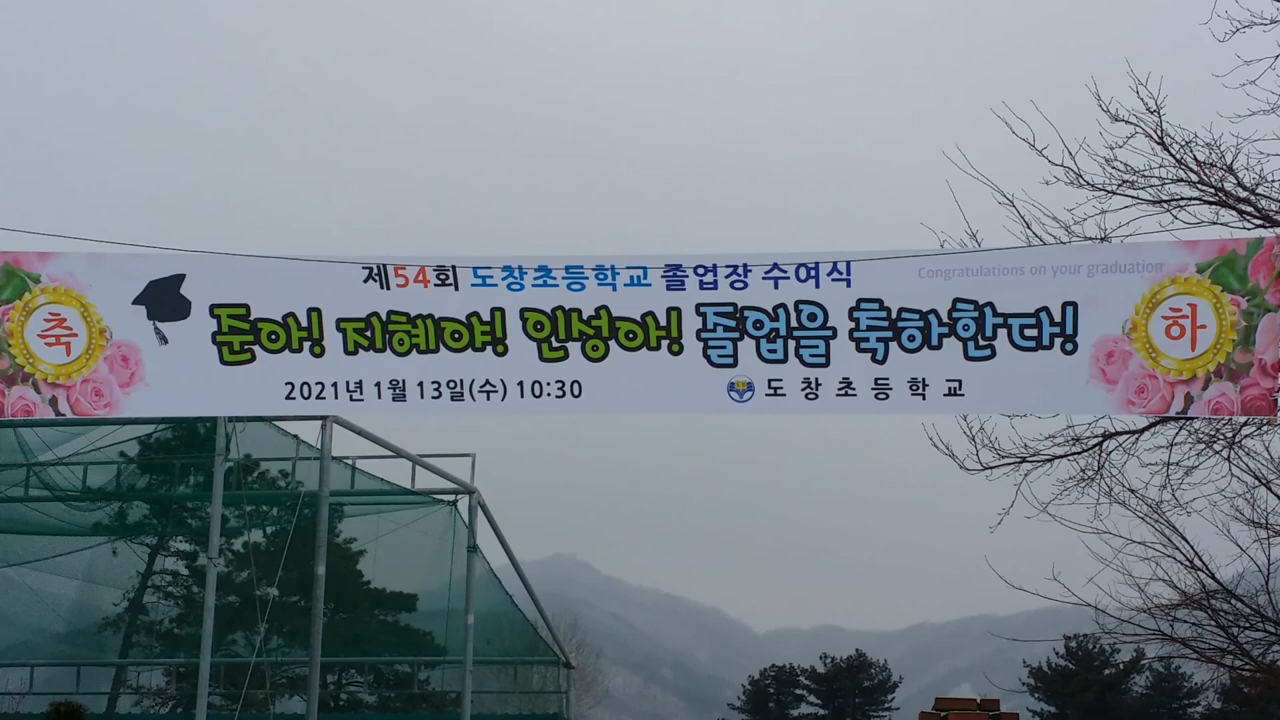 제54회 도창초등학교 졸업장 수여식
Congratulations on your graduation
축
준아! 지혜야! 인성아! 졸업을 축하한다!
하
2021년 1월 13일(수) 10:30
도창초등학교